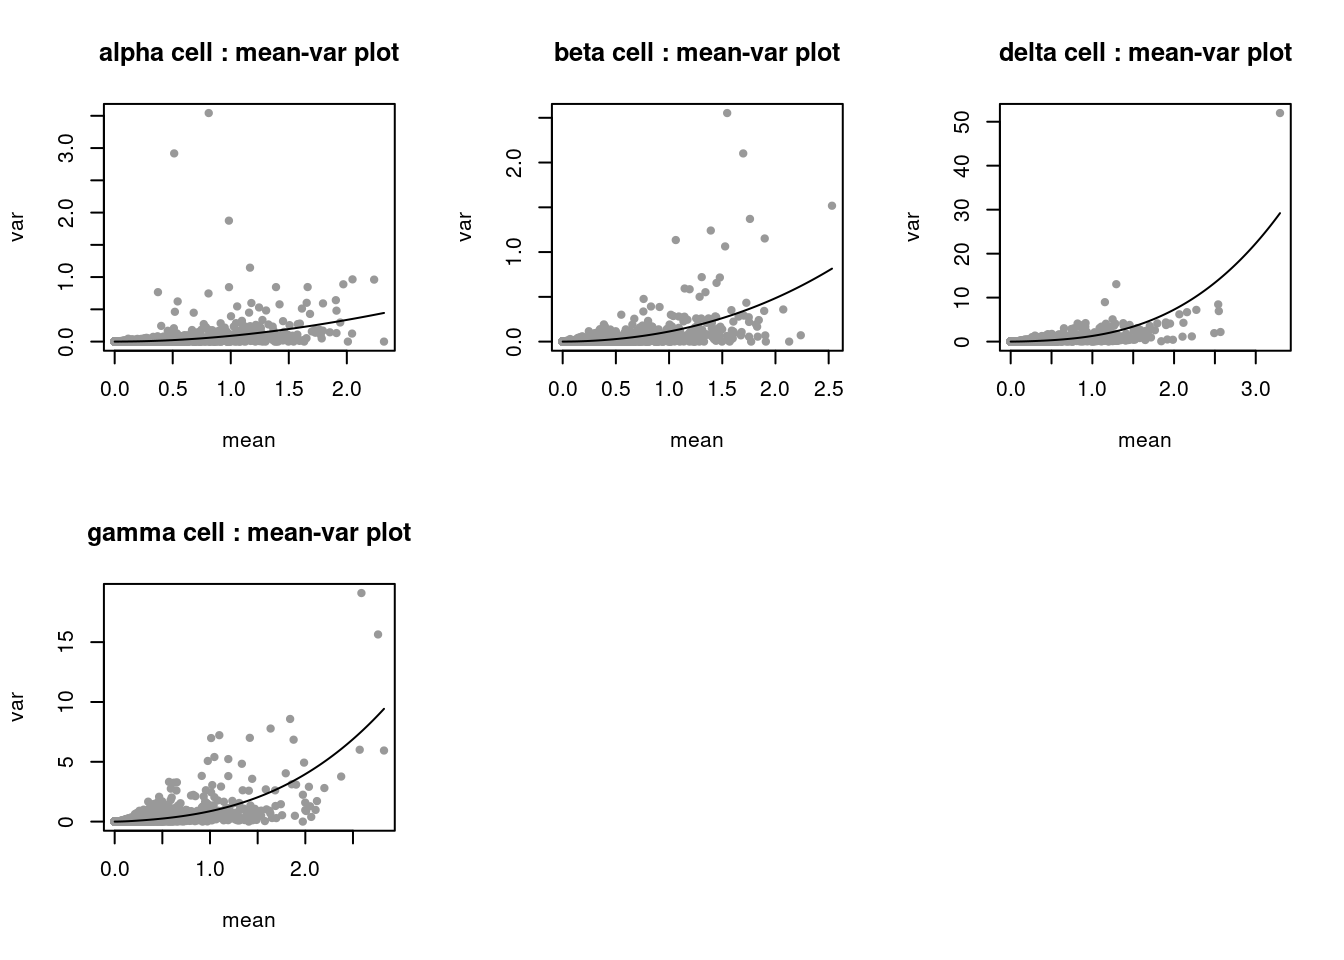 alpha cell : mean-var plot
var
0.0 1.0 2.0 3.0
0.0 0.5 1.0 1.5 2.0
mean
beta cell : mean-var plot
var
0.0 1.0 2.0
0.0 0.5 1.0 1.5 2.0 2.5
mean
delta cell : mean-var plot
var
0 10 20 30 40 50
0.0 1.0 2.0 3.0
mean
gamma cell : mean-var plot
var
0 5 10 15
0.0 1.0 2.0
mean